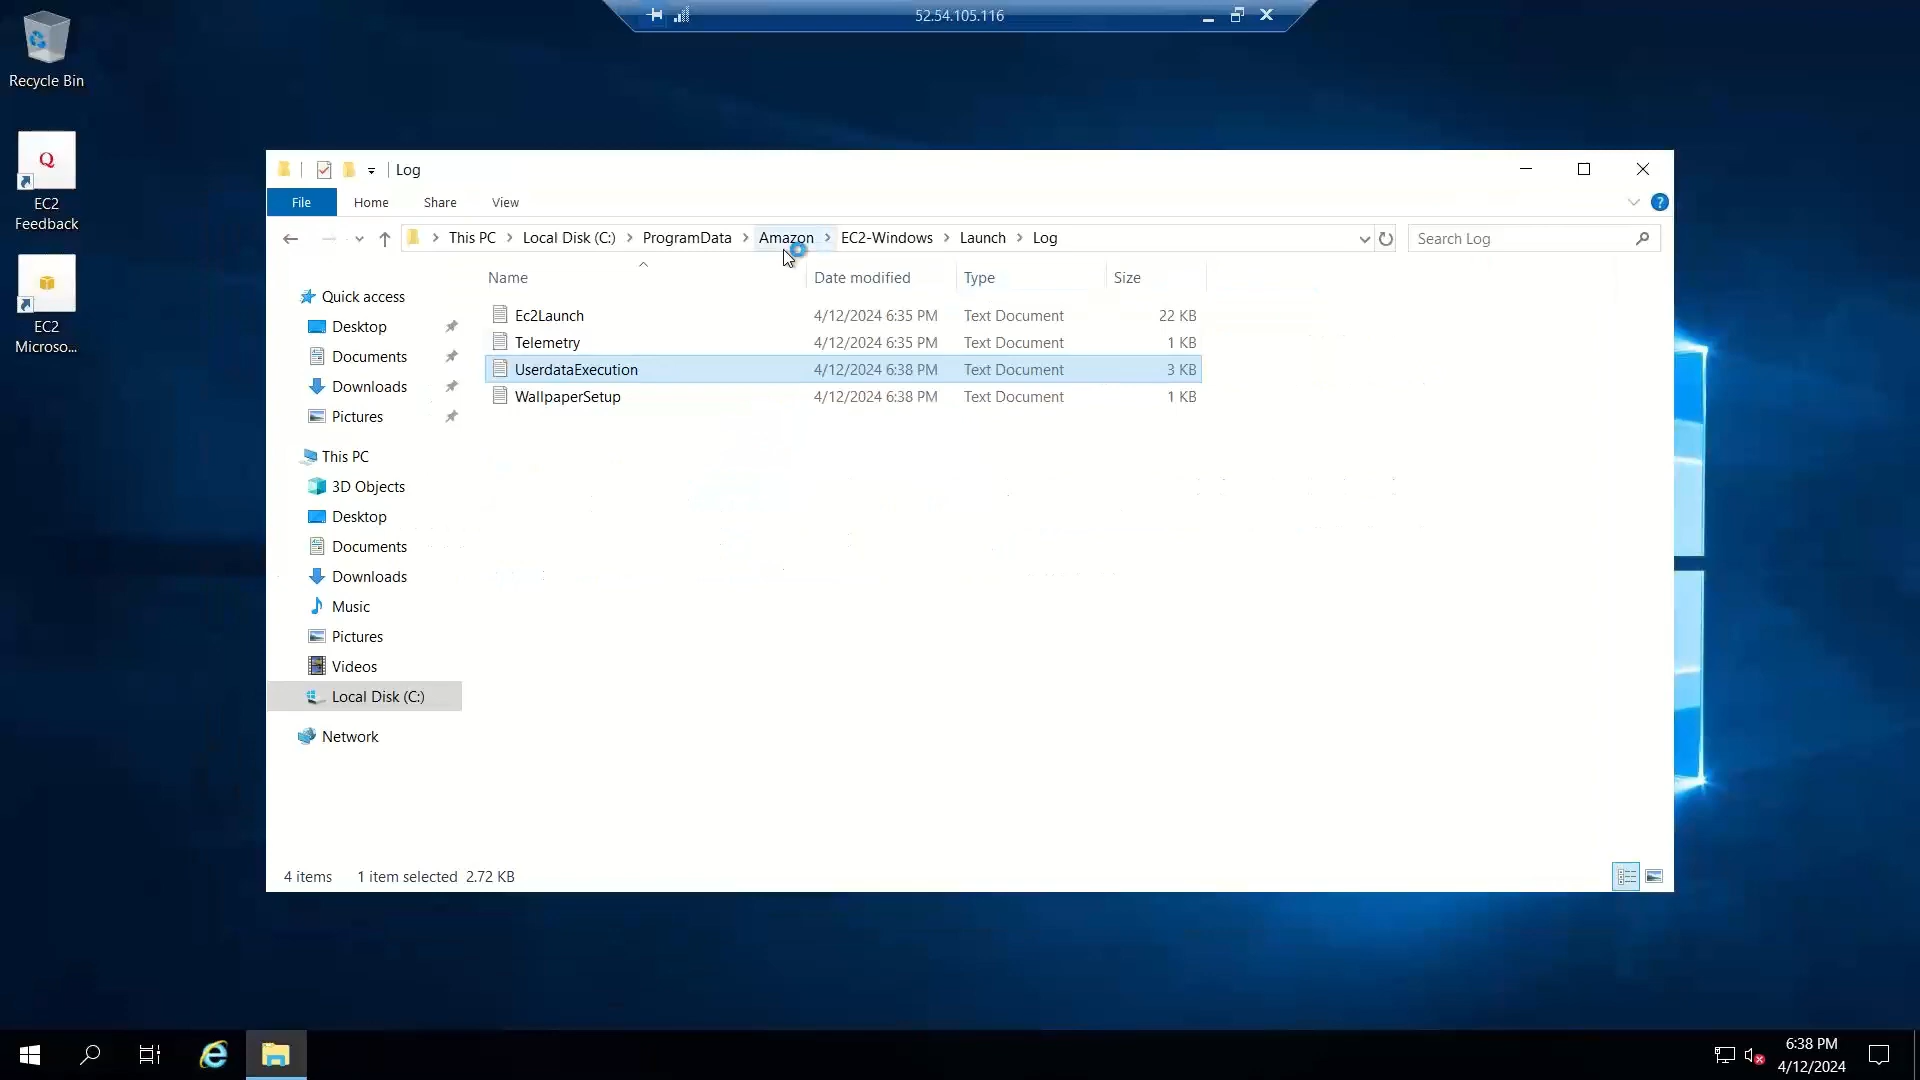 52.54.105.116
Recycle Bin
Q
EC2
Feedback
EC2
Microso...
Log
File Home Share View
?
This PC > Local Disk (C:) > ProgramData > Amazon > EC2-Windows > Launch > Log
Search Log
Name Date modified Type Size
Ec2Launch 4/12/2024 6:35 PM Text Document 22 KB
Telemetry 4/12/2024 6:35 PM Text Document 1 KB
UserdataExecution 4/12/2024 6:38 PM Text Document 3 KB
WallpaperSetup 4/12/2024 6:38 PM Text Document 1 KB
Quick access
Desktop
Documents
Downloads
Pictures
This PC
3D Objects
Desktop
Documents
Downloads
Music
Pictures
Videos
Local Disk (C:)
Network
4 items 1 item selected 2.72 KB
6:38 PM
4/12/2024